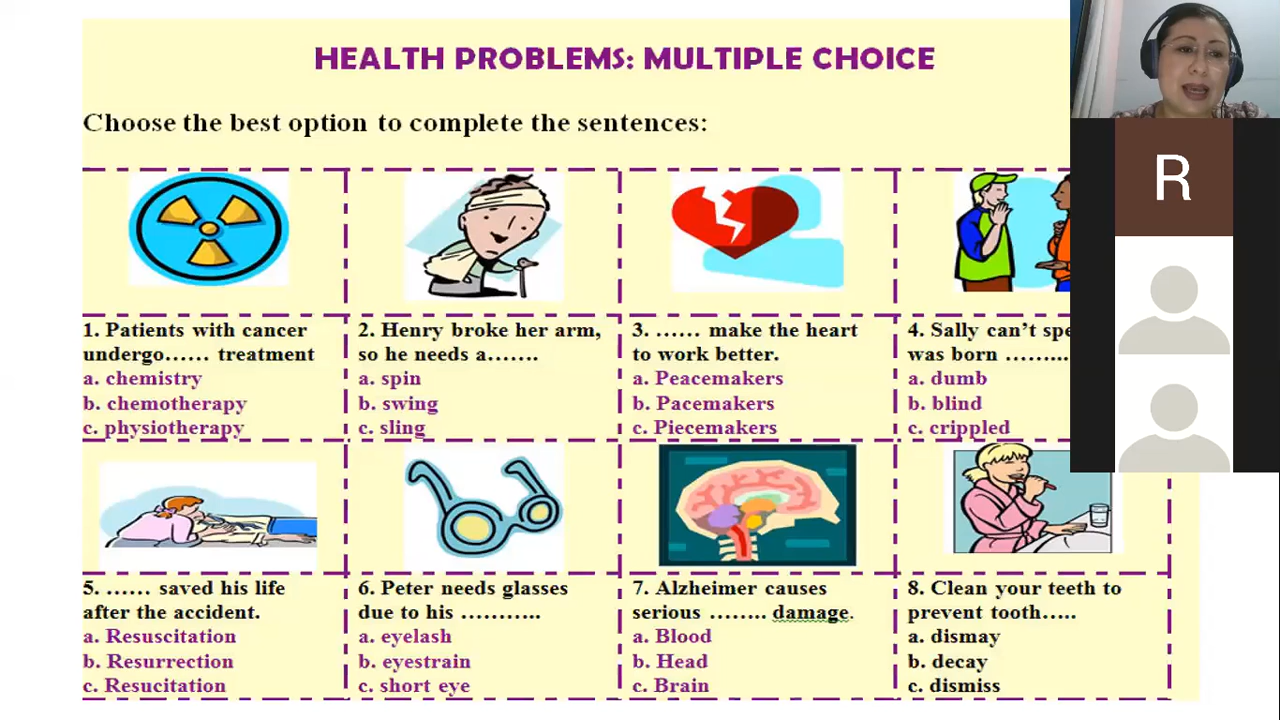 HEALTH PROBLEMS: MULTIPLE CHOICE
Choose the best option to complete the sentences:
1. Patients with cancer
undergo…… treatment
a. chemistry
b. chemotherapy
c. physiotherapy
2. Henry broke her arm,
so he needs a…….
a. spin
b. swing
c. sling
3. …… make the heart
to work better.
a. Peacemakers
b. Pacemakers
c. Piecemakers
4. Sally can't
was born ……...
a. dumb
b. blind
c. crippled
5. …… saved his life
after the accident.
a. Resuscitation
b. Resurrection
c. Resucitation
6. Peter needs glasses
due to his ………..
a. eyelash
b. eyestrain
c. short eye
7. Alzheimer causes
serious …….. damage.
a. Blood
b. Head
c. Brain
8. Clean your teeth to
prevent tooth…..
a. dismay
b. decay
c. dismiss
R